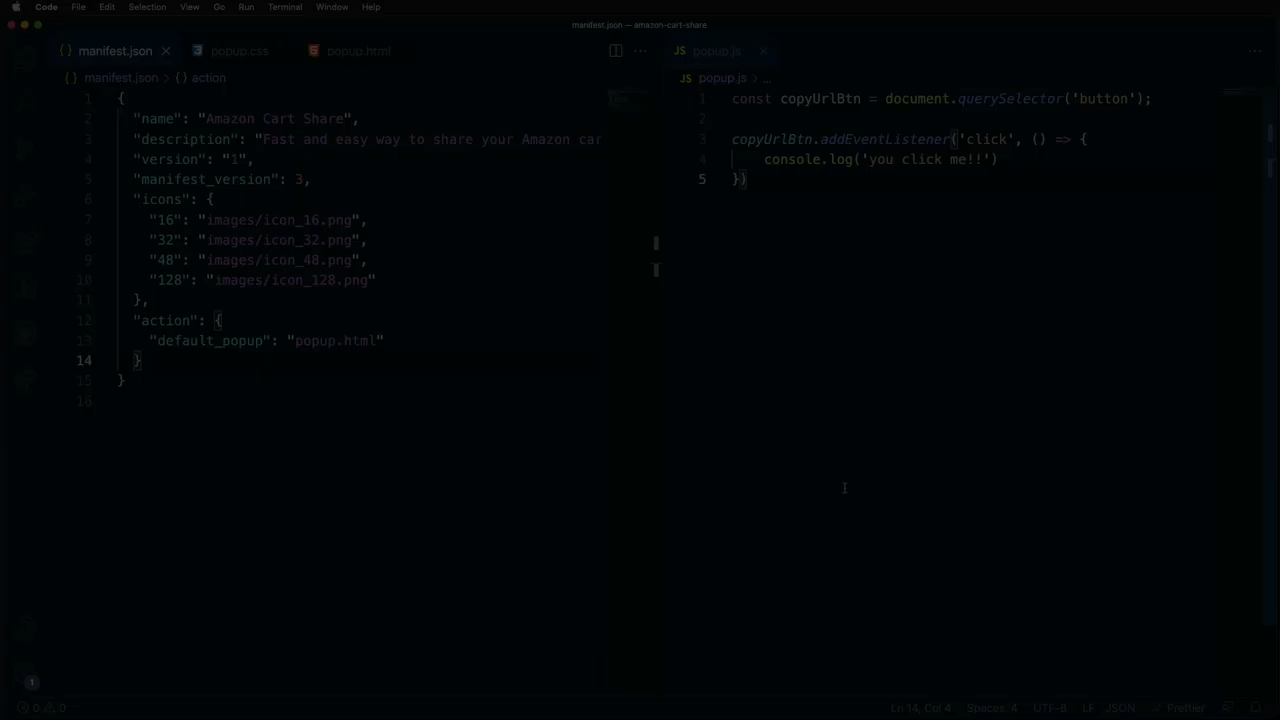 Code File Edit Selection View Go Run Terminal Window Help
manifest.json — amazon-cart-share
{ } manifest.json
popup.css
popup.html
{ } manifest.json > { } action
1 {
2 "name": "Amazon Cart Share",
3 "description": "Fast and easy way to share your Amazon car
4 "version": "1",
5 "manifest_version": 3,
6 "icons": {
7 "16": "images/icon_16.png",
8 "32": "images/icon_32.png",
9 "48": "images/icon_48.png",
10 "128": "images/icon_128.png"
11 },
12 "action": {
13 "default_popup": "popup.html"
14 }
15 }
16
JS popup.js
JS popup.js > ...
1 const copyUrlBtn = document.querySelector('button');
2
3 copyUrlBtn.addEventListener('click', () => {
4 console.log('you click me!!')
5 })
1
0 0 Ln 14, Col 4 Spaces: 4 UTF-8 LF JSON Prettier